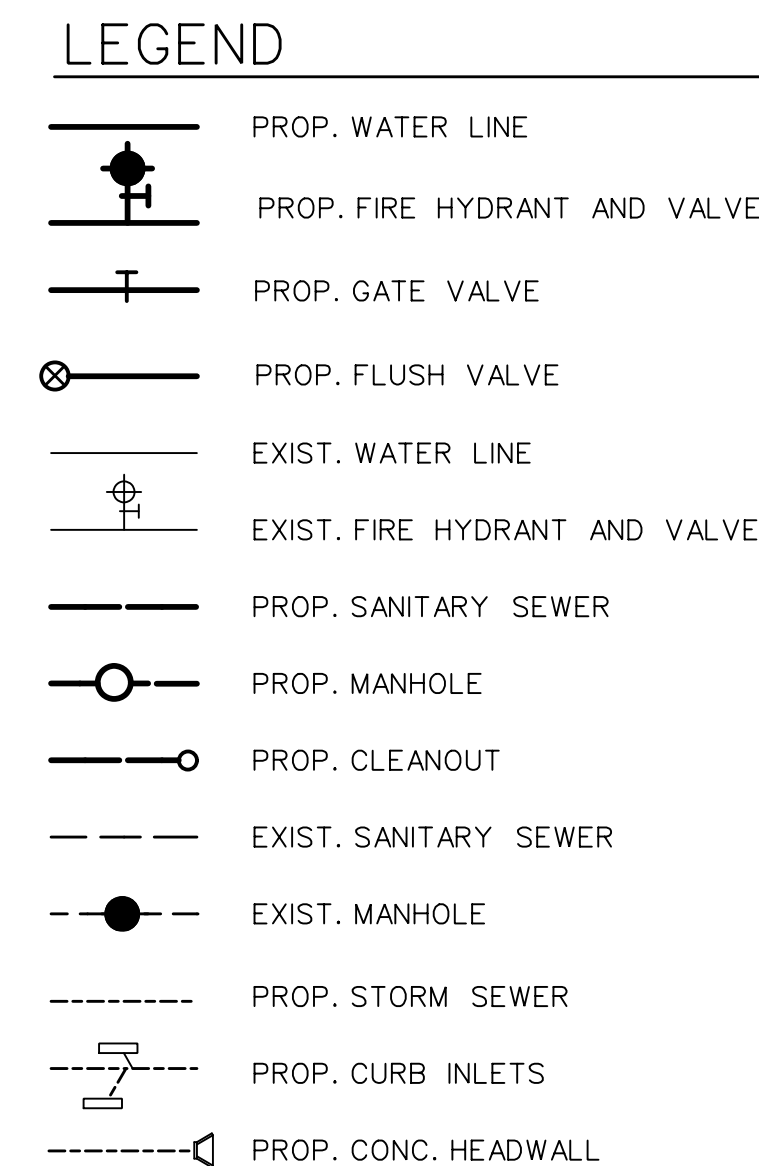 LEGEND
PROP. WATER LINE
PROP. FIRE HYDRANT AND VALVE
PROP. GATE VALVE
PROP. FLUSH VALVE
EXIST. WATER LINE
EXIST. FIRE HYDRANT AND VALVE
PROP. SANITARY SEWER
PROP. MANHOLE
PROP. CLEANOUT
EXIST. SANITARY SEWER
EXIST. MANHOLE
PROP. STORM SEWER
PROP. CURB INLETS
PROP. CONC. HEADWALL